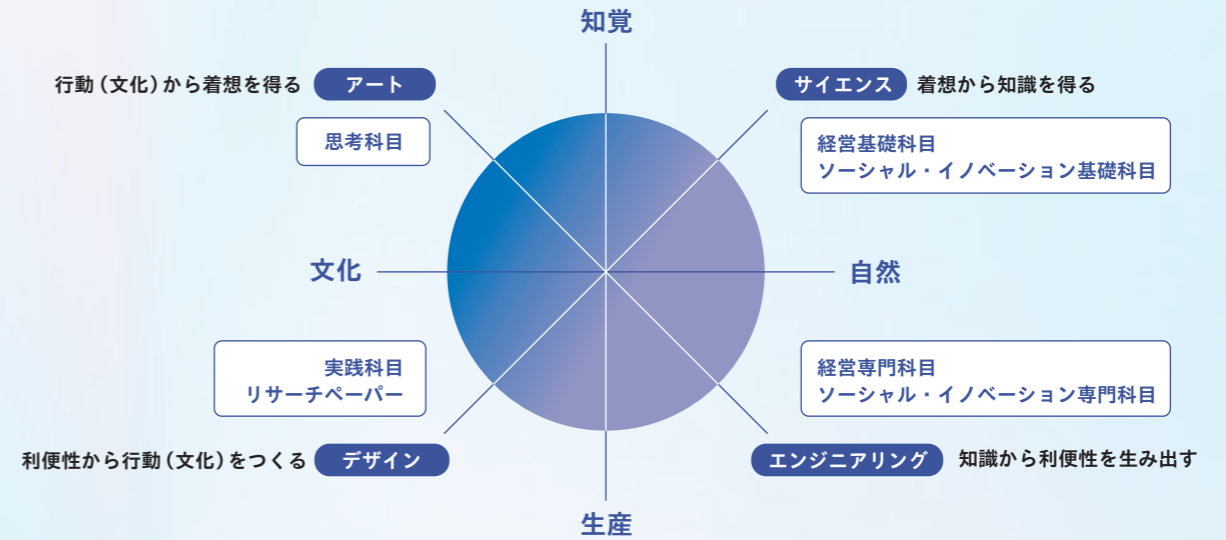 知覚
行動（文化）から着想を得る
アート
サイエンス
着想から知識を得る
思考科目
経営基礎科目
ソーシャル・イノベーション基礎科目
文化
自然
実践科目
リサーチペーパー
経営専門科目
ソーシャル・イノベーション専門科目
利便性から行動（文化）をつくる
デザイン
エンジニアリング
知識から利便性を生み出す
生産